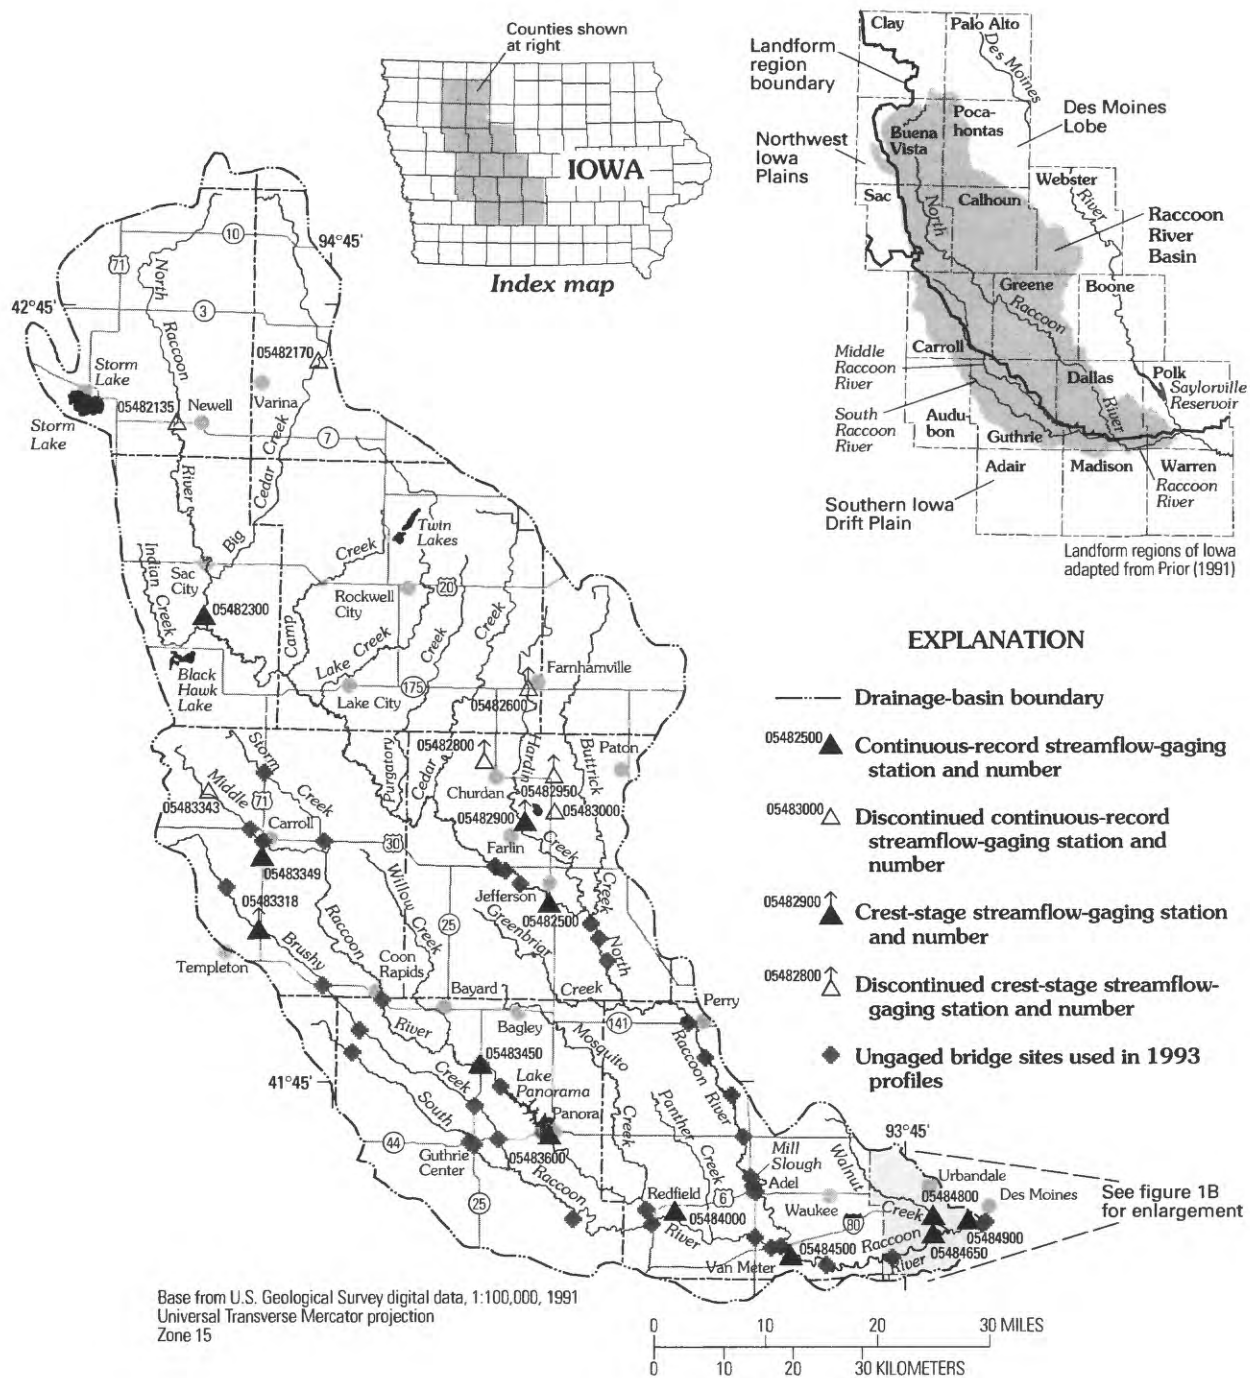 Counties shown
at right
IOWA
Index map
Clay
Palo Alto
Des Moines
River
Landform
region
boundary
Poca-
hontas
Des Moines
Lobe
Buena
Vista
Northwest
Iowa
Plains
Webster
Sac
North
Calhoun
Raccoon
River
Basin
Greene
Boone
Raccoon
River
Carroll
Middle
Raccoon
River
Dallas
Polk
Saylorville
Reservoir
South
Raccoon
River
Audu-
bon
Guthrie
Adair
Madison
Warren
Raccoon
River
Southern Iowa
Drift Plain
Landform regions of Iowa
adapted from Prior (1991)
10
94°45'
71
North
Raccoon
River
42°45'
3
05482170
Storm
Lake
Varina
05482135
Newell
Storm
Lake
7
Big
Cedar Creek
Twin
Lakes
Indian Creek
Sac
City
Camp
Creek
Rockwell
City
20
05482300
Lake Creek
Creek
Creek
Black
Hawk
Lake
Lake City
175
Farnhamville
05482600
Hardin
Buttrick
Paton
05482800
Storm
Creek
Purgatory
Cedar
Churdan
05482950
05483000
Middle
05483343
71
Carroll
05482900
30
Farlin
Creek
Creek
05483349
Jefferson
05482500
05483318
Raccoon
Willow
Creek
25
Greenbriar
Creek
North
Templeton
Brushy
Coon
Rapids
Bayard
Perry
River
Bagley
141
Mosquito
Creek
05483450
Raccoon
River
41°45'
Creek
Lake
Panorama
Panther
Creek
South
Panora
44
Guthrie
Center
05483600
Mill
Slough
Adel
Walnut
Creek
93°45'
Urbandale
05484800
Des Moines
Raccoon
25
Redfield
6
Waukee
80
River
05484000
Raccoon
River
05484900
05484650
05484500
Van Meter
See figure 1B
for enlargement
EXPLANATION
Drainage-basin boundary
05482500 Continuous-record streamflow-gaging
station and number
05483000 Discontinued continuous-record
streamflow-gaging station and
number
05482900 Crest-stage streamflow-gaging station
and number
05482800 Discontinued crest-stage streamflow-
gaging station and number
Ungaged bridge sites used in 1993
profiles
Base from U.S. Geological Survey digital data, 1:100,000, 1991
Universal Transverse Mercator projection
Zone 15
0 10 20 30 MILES
0 10 20 30 KILOMETERS